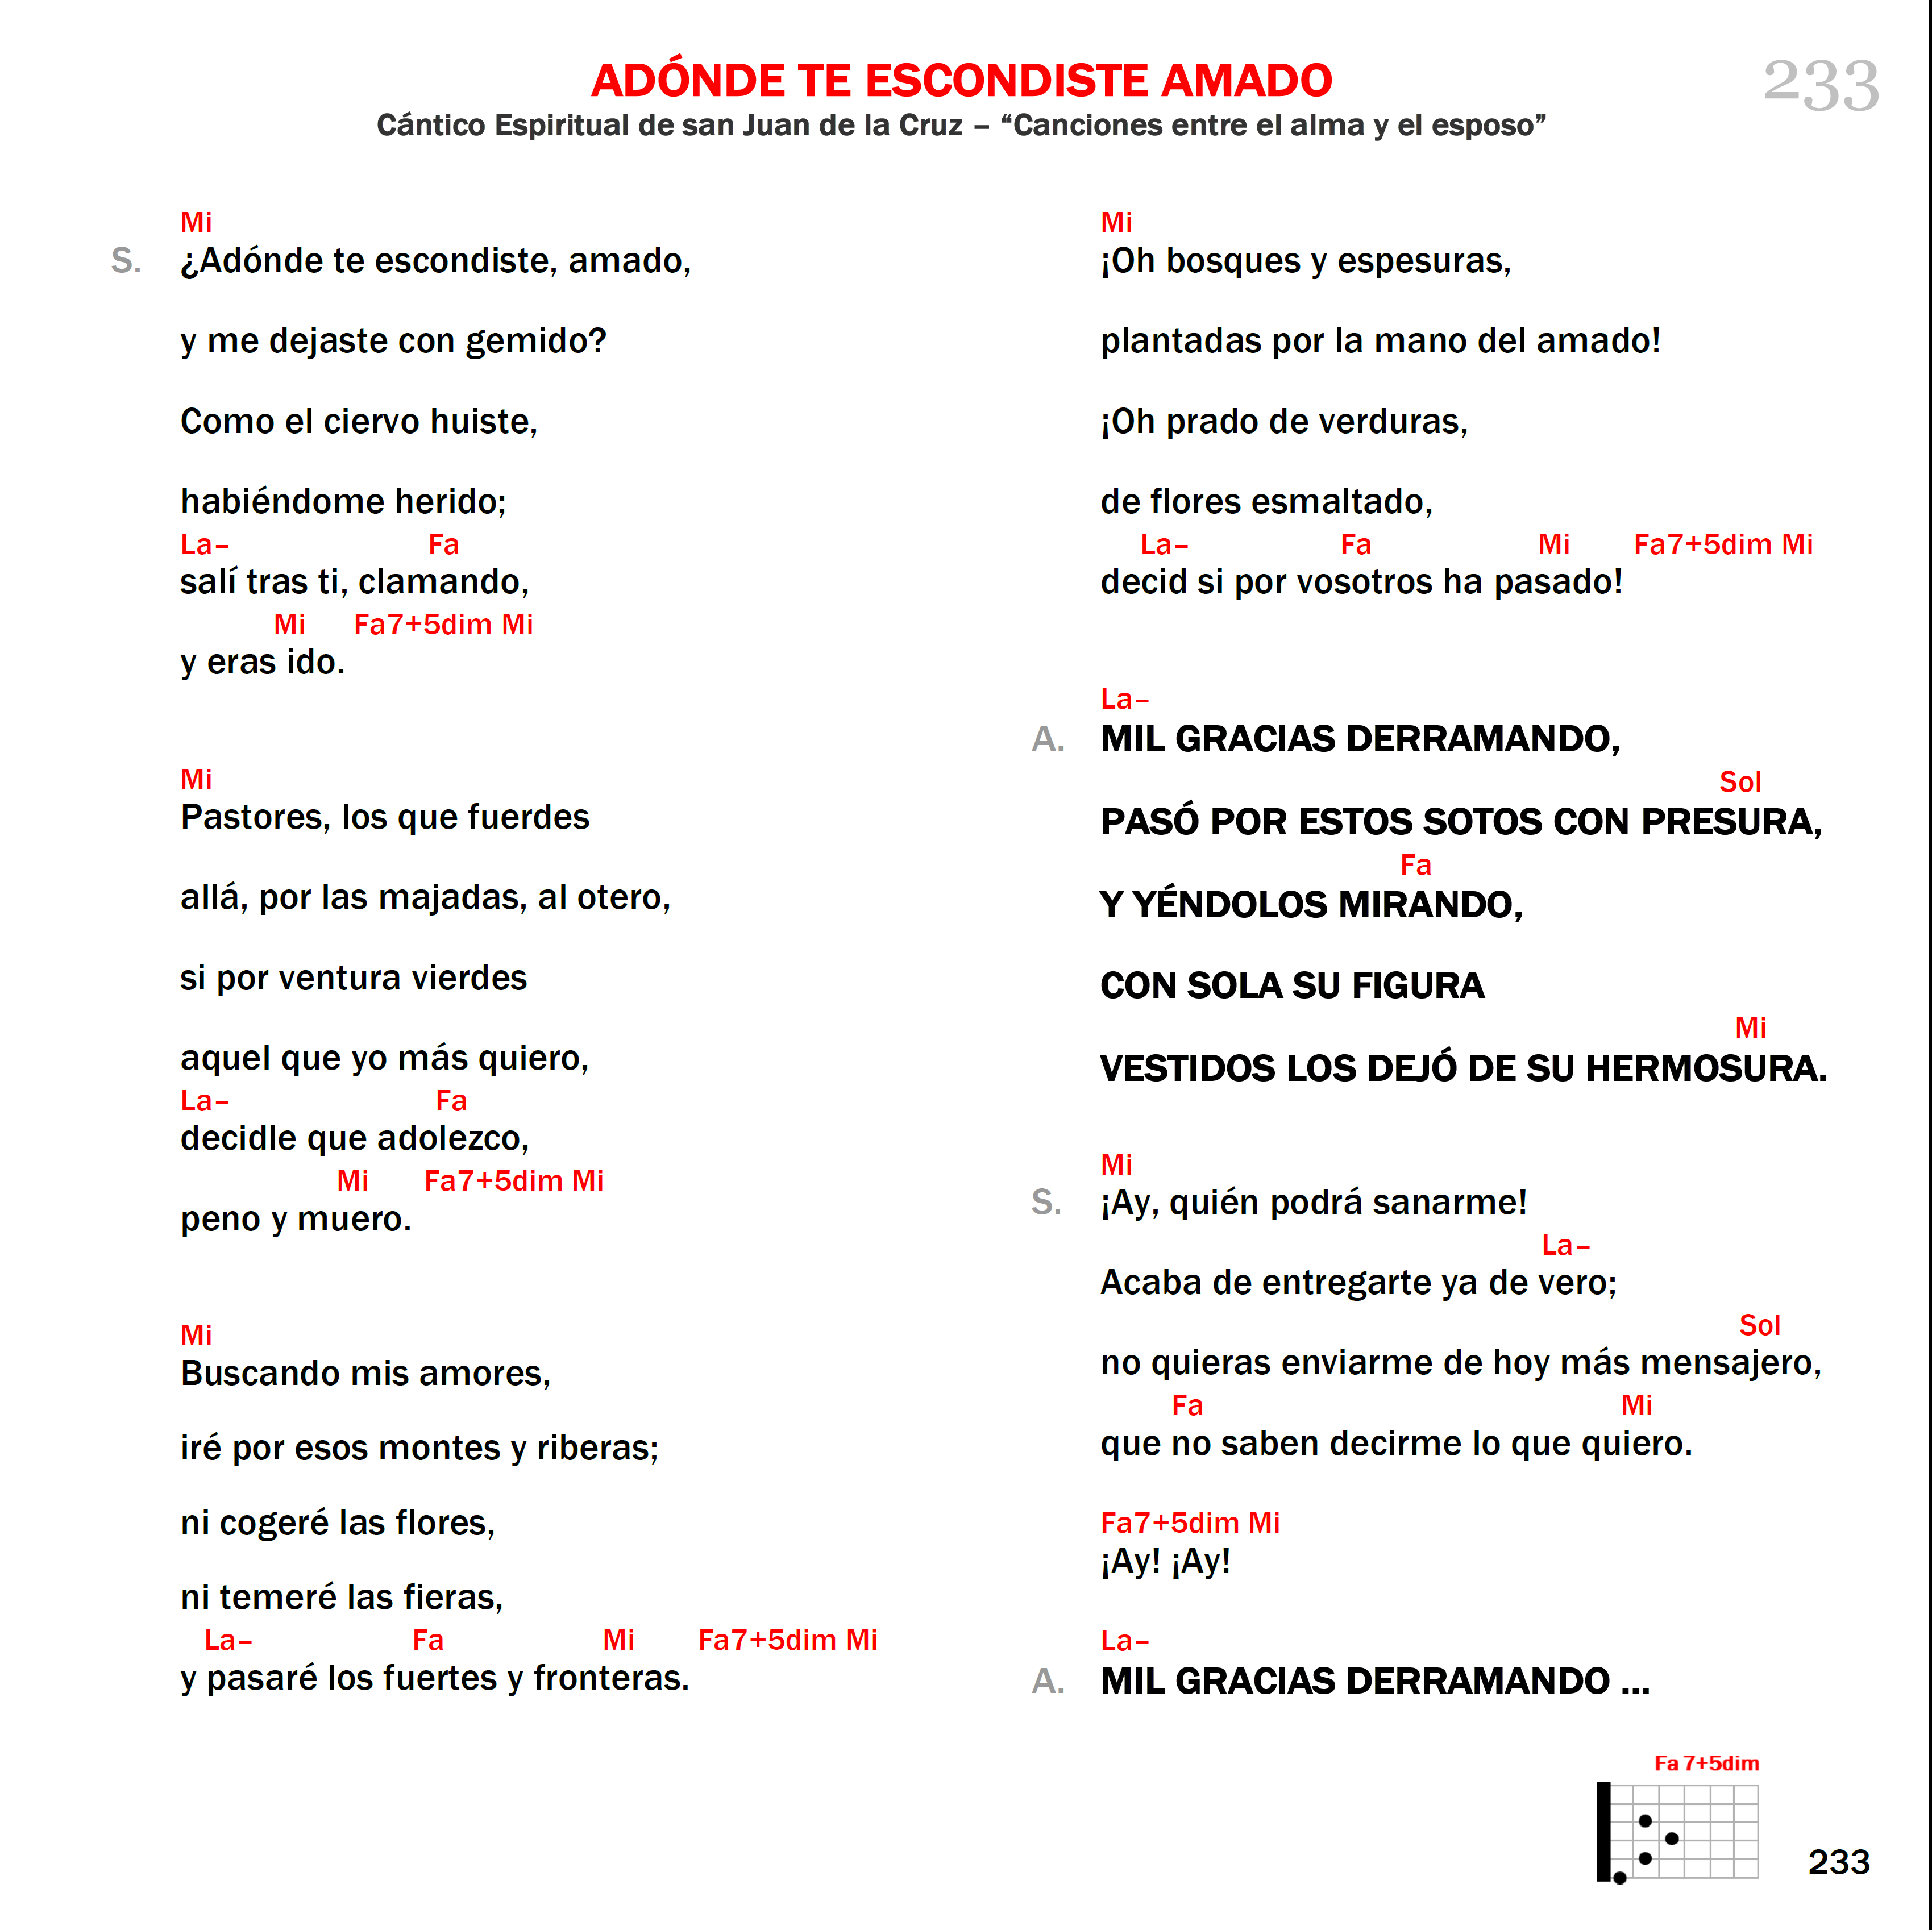 ADÓNDE TE ESCONDISTE AMADO
233
Cántico Espiritual de san Juan de la Cruz – “Canciones entre el alma y el esposo”
Mi
S. ¿Adónde te escondiste, amado,
y me dejaste con gemido?
Como el ciervo huiste,
habiéndome herido;
La– Fa
salí tras ti, clamando,
Mi Fa7+5dim Mi
y eras ido.
Mi
Pastores, los que fuerdes
allá, por las majadas, al otero,
si por ventura vierdes
aquel que yo más quiero,
La– Fa
decidle que adolezco,
Mi Fa7+5dim Mi
peno y muero.
Mi
Buscando mis amores,
iré por esos montes y riberas;
ni cogeré las flores,
ni temeré las fieras,
La– Fa Mi Fa7+5dim Mi
y pasaré los fuertes y fronteras.
Mi
¡Oh bosques y espesuras,
plantadas por la mano del amado!
¡Oh prado de verduras,
de flores esmaltado,
La– Fa Mi Fa7+5dim Mi
decid si por vosotros ha pasado!
La–
A. MIL GRACIAS DERRAMANDO,
Sol
PASÓ POR ESTOS SOTOS CON PRESURA,
Fa
Y YÉNDOLOS MIRANDO,
CON SOLA SU FIGURA
Mi
VESTIDOS LOS DEJÓ DE SU HERMOSURA.
Mi
S. ¡Ay, quién podrá sanarme!
La–
Acaba de entregarte ya de vero;
Sol
no quieras enviarme de hoy más mensajero,
Fa Mi
que no saben decirme lo que quiero.
Fa7+5dim Mi
¡Ay! ¡Ay!
La–
A. MIL GRACIAS DERRAMANDO ...
Fa 7+5dim
233